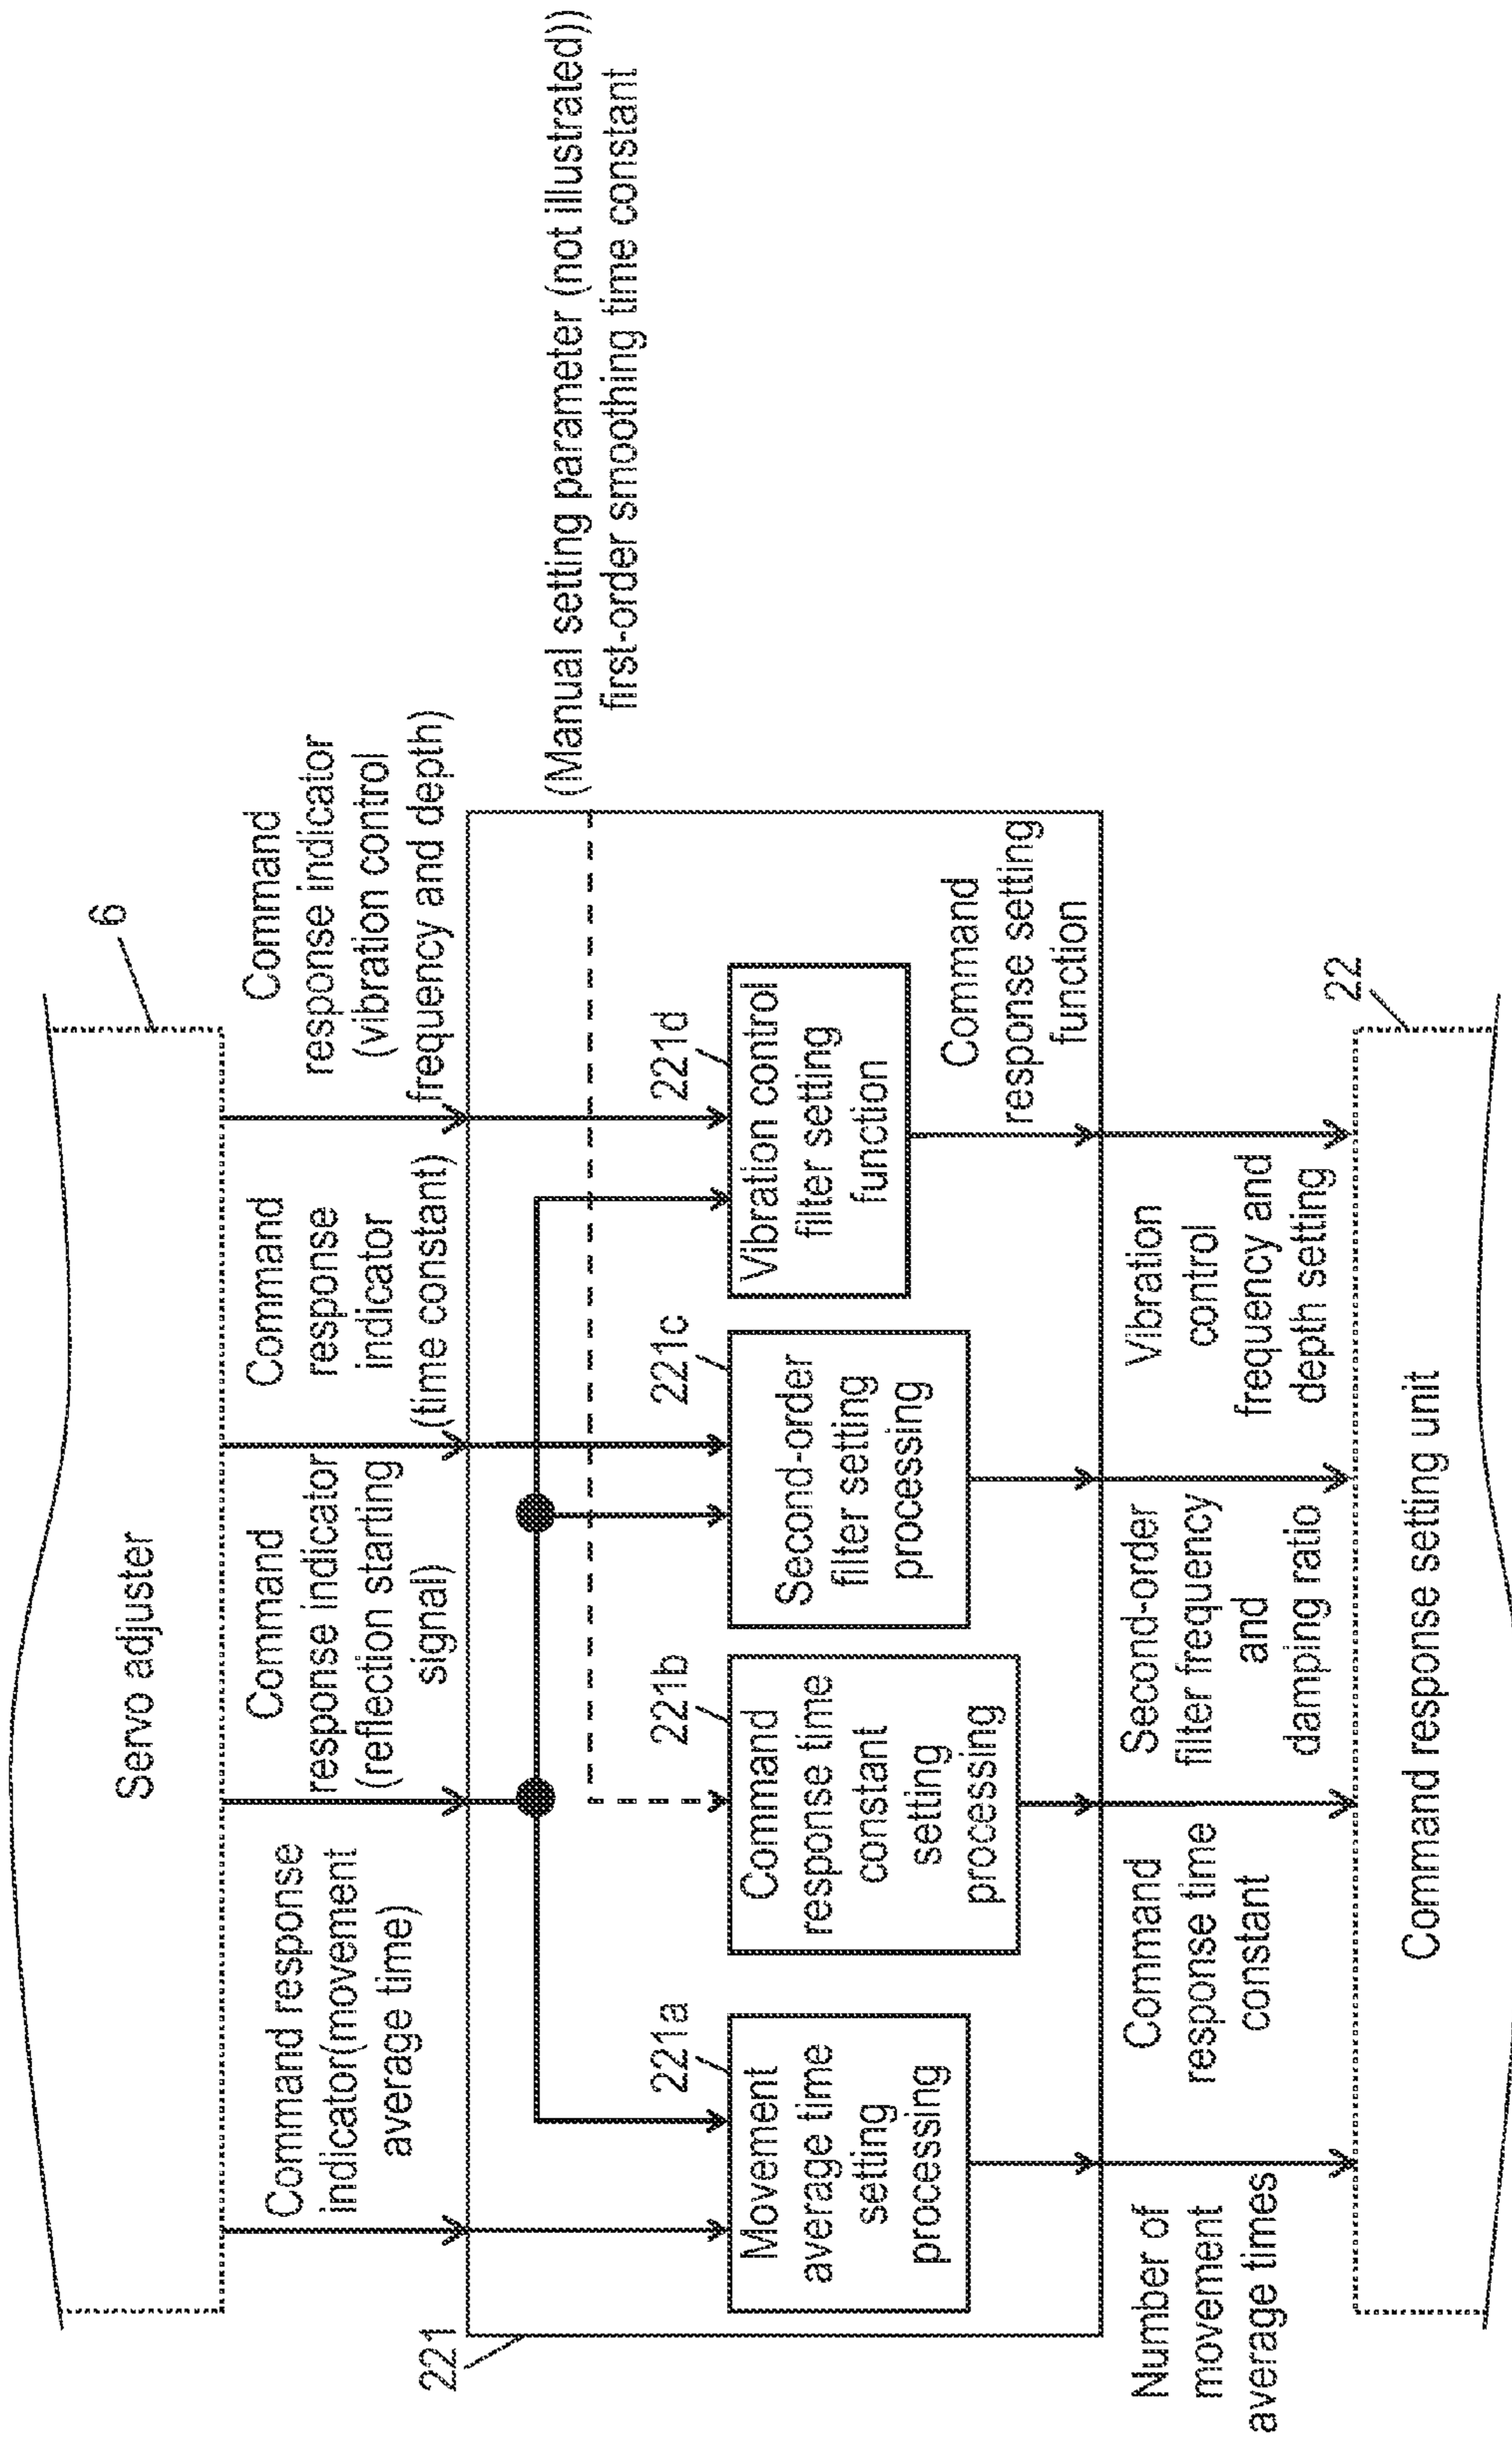 Servo adjuster
6
Command response
indicator(movement
average time)
Command
response indicator
(reflection starting
signal)
Command
response
indicator
(time constant)
Command
response indicator
(vibration control
frequency and depth)
221
(Manual setting parameter (not illustrated))
first-order smoothing time constant
221a
Movement
average time
setting
processing
221b
Command
response time
constant
setting
processing
221c
Second-order
filter setting
processing
221d
Vibration control
filter setting
function
Command
response setting
function
Number of
movement
average times
Command
response time
constant
Second-order
filter frequency
and
damping ratio
Vibration
control
frequency and
depth setting
22
Command response setting unit